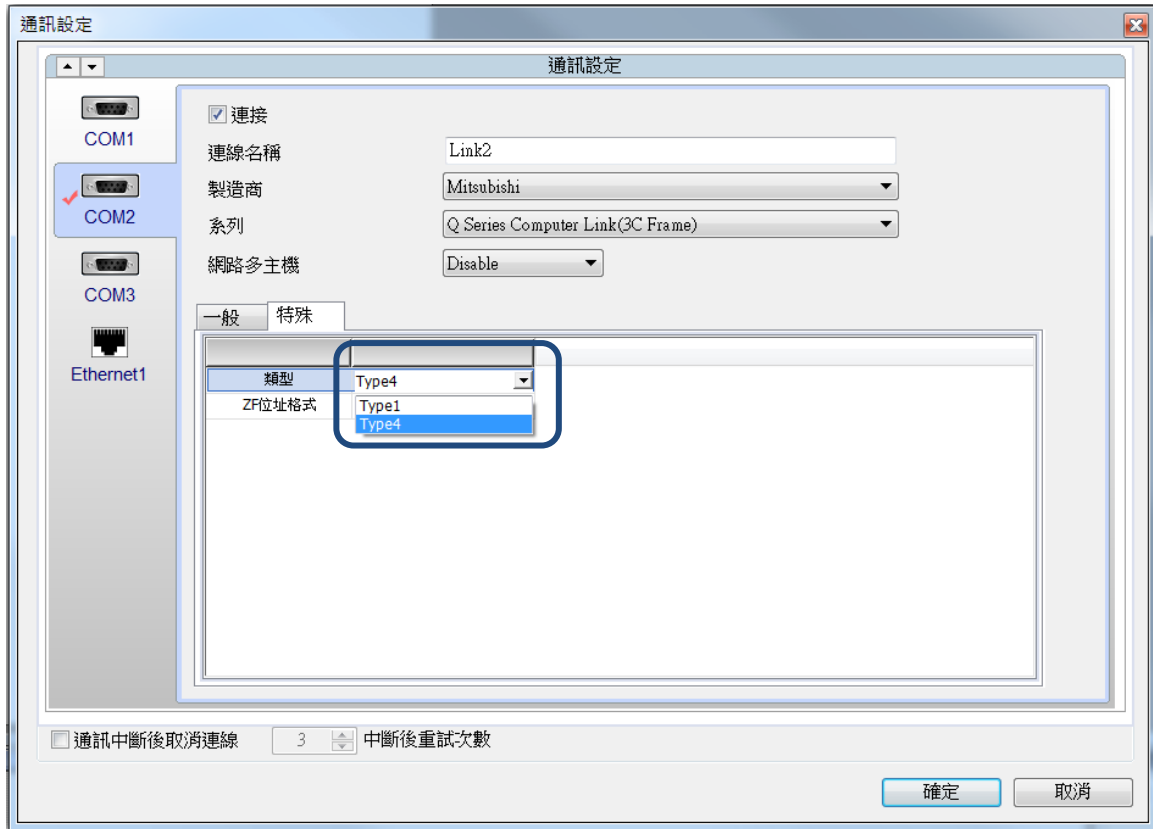 通訊設定
通訊設定
COM1
COM2
COM3
Ethernet1
連接
連線名稱 Link2
製造商 Mitsubishi
系列 Q Series Computer Link(3C Frame)
網路多主機 Disable
一般 特殊
類型 Type4
ZF位址格式
Type1
Type4
通訊中斷後取消連線 3 中斷後重試次數
確定 取消